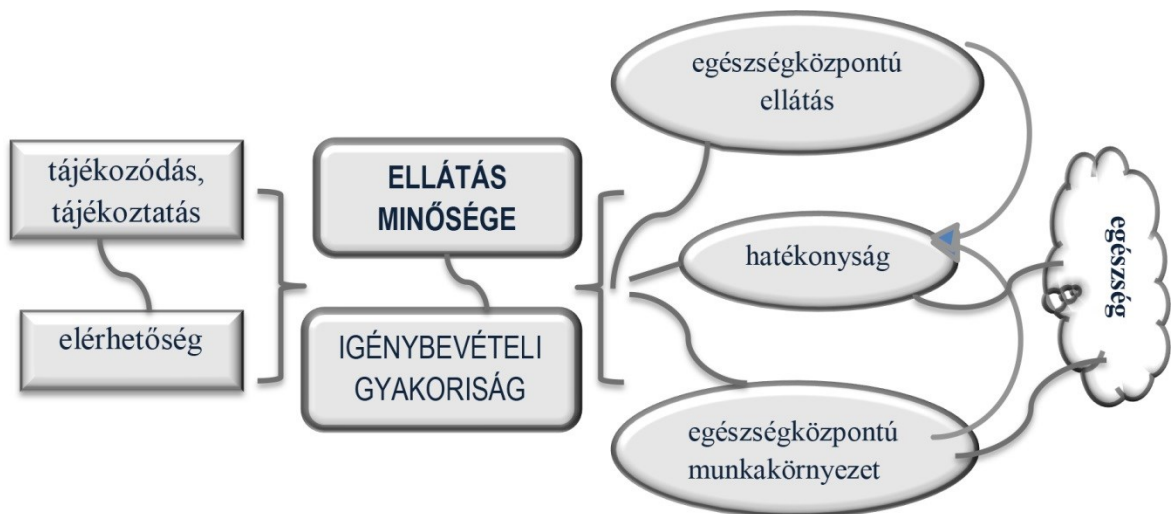 tájékozódás,
tájékoztatás
elérhetőség
ELLÁTÁS
MINŐSÉGE
IGÉNYBEVÉTELI
GYAKORISÁG
egészségközpontú
ellátás
hatékonyság
egészségközpontú
munkakörnyezet
egészség